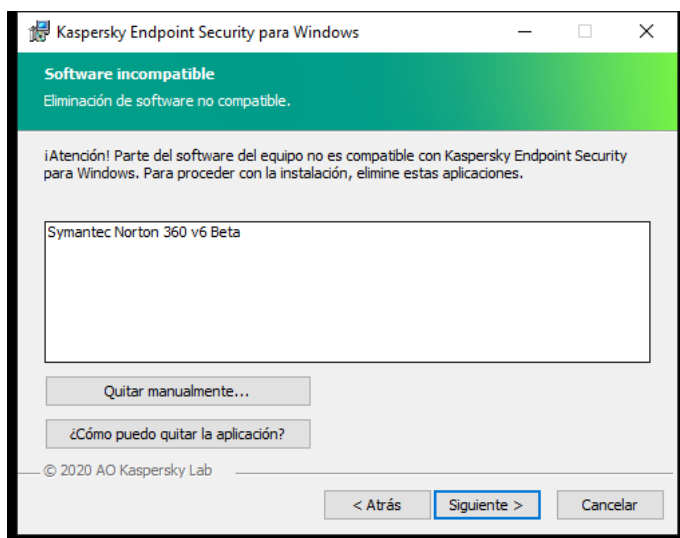 Kaspersky Endpoint Security para Windows
Software incompatible
Eliminación de software no compatible.
¡Atención! Parte del software del equipo no es compatible con Kaspersky Endpoint Security
para Windows. Para proceder con la instalación, elimine estas aplicaciones.
Symantec Norton 360 v6 Beta
Quitar manualmente...
¿Cómo puedo quitar la aplicación?
© 2020 AO Kaspersky Lab
< Atrás
Siguiente >
Cancelar